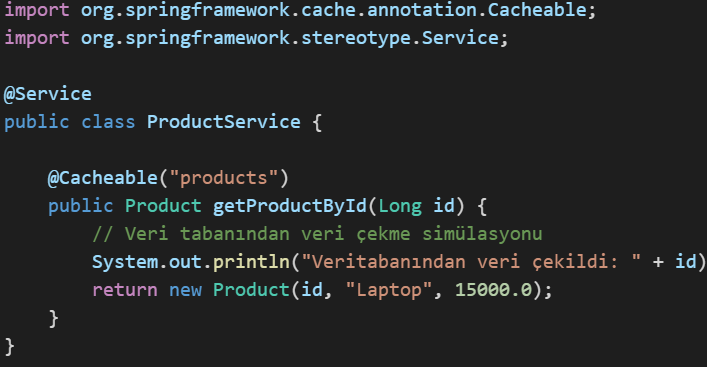 import org.springframework.cache.annotation.Cacheable;
import org.springframework.stereotype.Service;
@Service
public class ProductService {
@Cacheable("products")
public Product getProductById(Long id) {
// Veri tabanından veri çekme simülasyonu
System.out.println("Veritabanından veri çekildi: " + id)
return new Product(id, "Laptop", 15000.0);
}
}